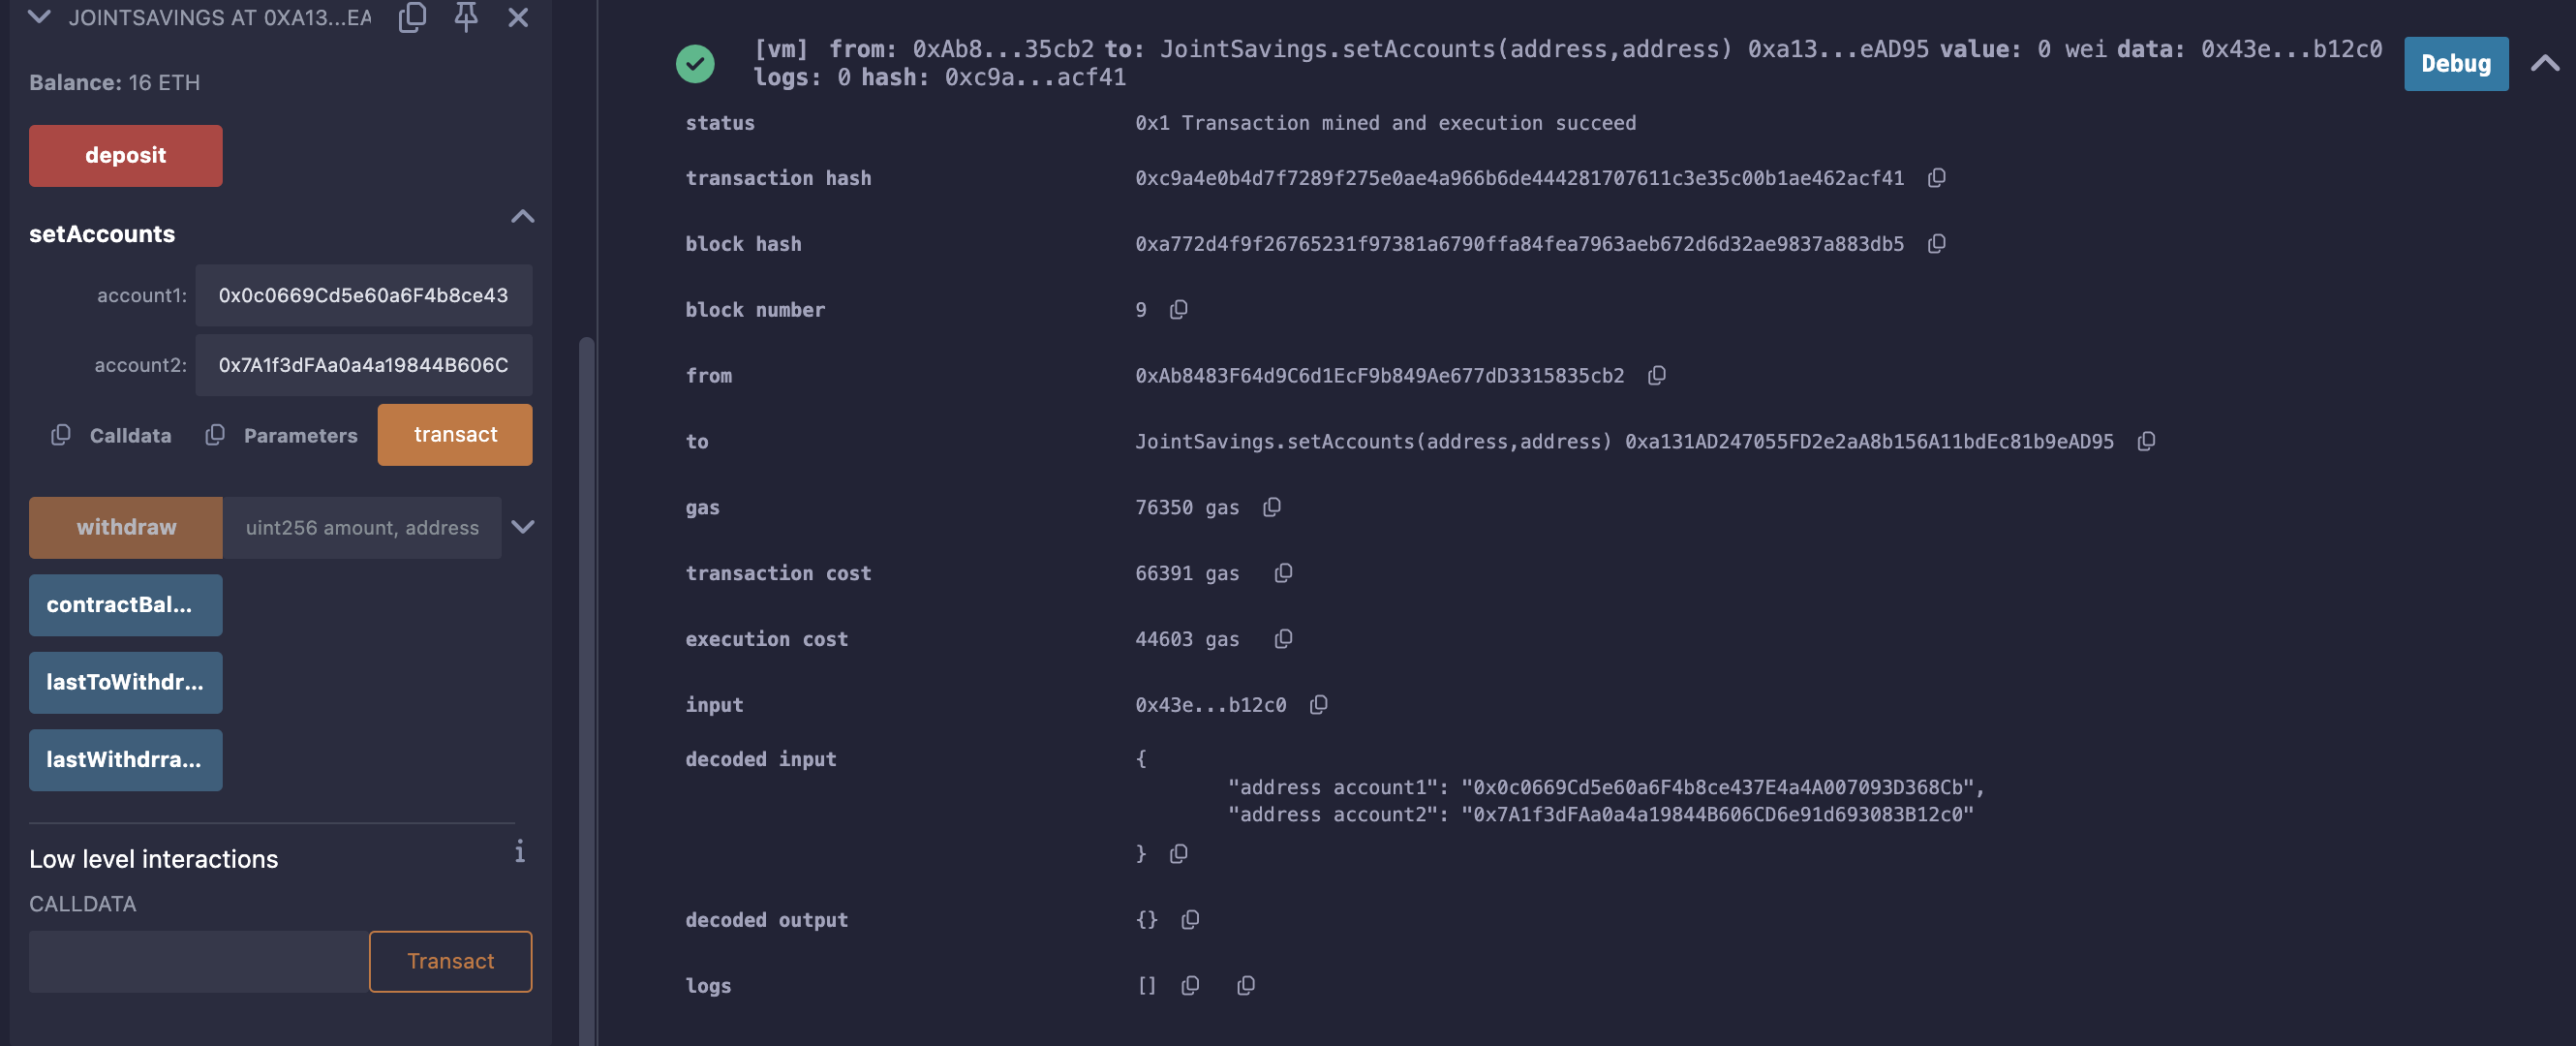 JOINTSAVINGS AT 0XA13...EA
Balance: 16 ETH
deposit
setAccounts
account1: 0x0c0669Cd5e60a6F4b8ce43
account2: 0x7A1f3dFAa0a4a19844B606C
Calldata Parameters transact
withdraw uint256 amount, address
contractBal...
lastToWithdr...
lastWithdrra...
Low level interactions i
CALLDATA
Transact
[vm] from: 0xAb8...35cb2 to: JointSavings.setAccounts(address,address) 0xa13...eAD95 value: 0 wei data: 0x43e...b12c0
logs: 0 hash: 0xc9a...acf41
Debug
status 0x1 Transaction mined and execution succeed
transaction hash 0xc9a4e0b4d7f7289f275e0ae4a966b6de444281707611c3e35c00b1ae462acf41
block hash 0xa772d4f9f26765231f97381a6790ffa84fea7963aeb672d6d32ae9837a883db5
block number 9
from 0xAb8483F64d9C6d1EcF9b849Ae677dD3315835cb2
to JointSavings.setAccounts(address,address) 0xa131AD247055FD2e2aA8b156A11bdEc81b9eAD95
gas 76350 gas
transaction cost 66391 gas
execution cost 44603 gas
input 0x43e...b12c0
decoded input {
"address account1": "0x0c0669Cd5e60a6F4b8ce437E4a4A007093D368Cb",
"address account2": "0x7A1f3dFAa0a4a19844B606CD6e91d693083B12c0"
}
decoded output {}
logs []